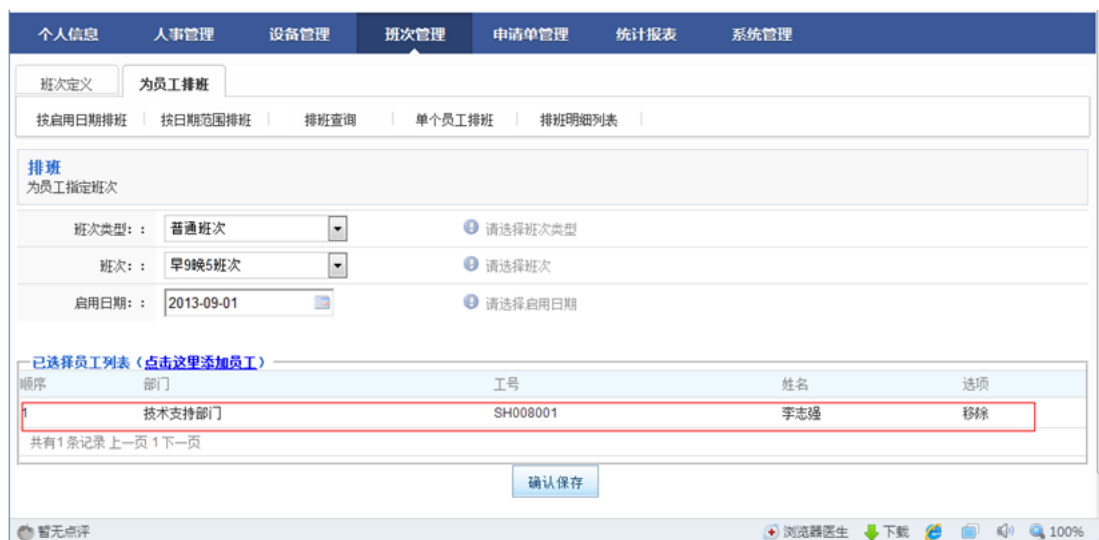 个人信息 人事管理 设备管理 班次管理 申请单管理 统计报表 系统管理
班次定义 为员工排班
按启用日期排班 按日期范围排班 排班查询 单个员工排班 排班明细列表
排班
为员工指定班次
班次类型：： 普通班次 请选择班次类型
班次：： 早9晚5班次 请选择班次
启用日期：： 2013-09-01 请选择启用日期
已选择员工列表（点击这里添加员工）
顺序 部门 工号 姓名 选项
1 技术支持部门 SH008001 李志强 移除
共有1条记录 上一页 1 下一页
确认保存
暂无点评 浏览器医生 下载 100%